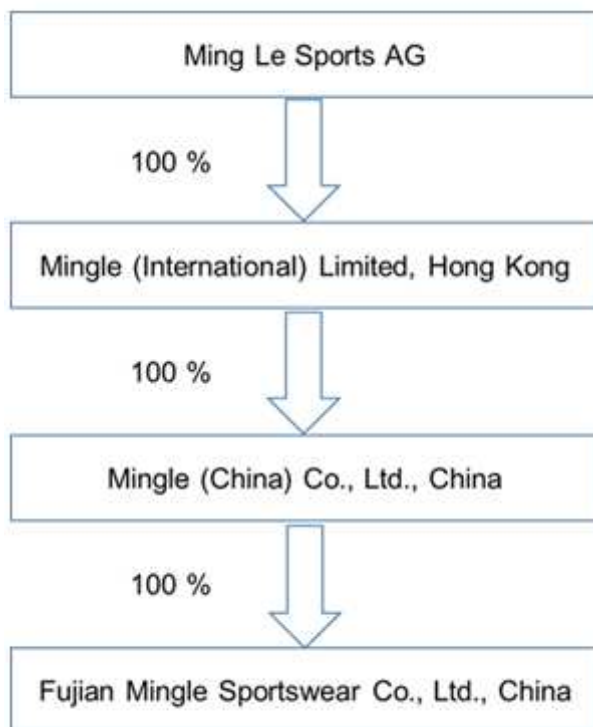 Ming Le Sports AG
100 %
Mingle (International) Limited, Hong Kong
100 %
Mingle (China) Co., Ltd., China
100 %
Fujian Mingle Sportswear Co., Ltd., China